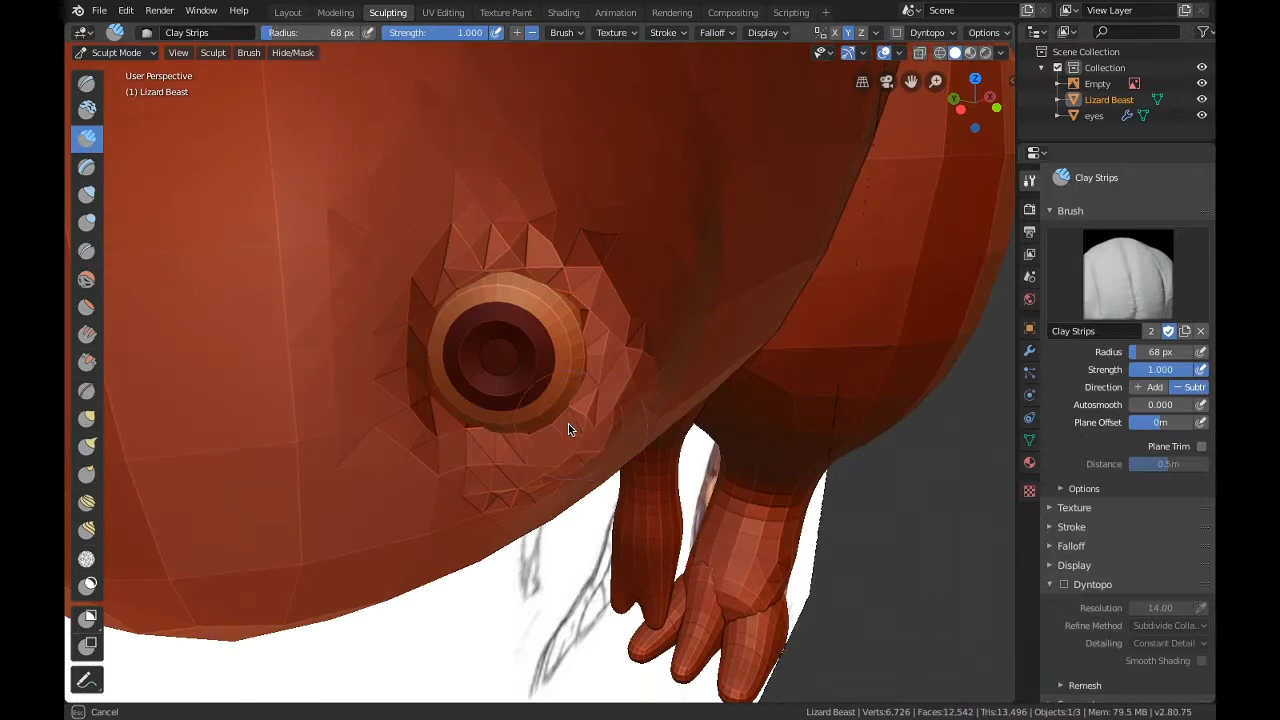 File Edit Render Window Help Layout Modeling Sculpting UV Editing Texture Paint Shading Animation Rendering Compositing Scripting + Scene View Layer
Clay Strips Radius: 68 px Strength: 1.000 + − Brush Texture Stroke Falloff Display X Y Z Dyntopo Options
Sculpt Mode View Sculpt Brush Hide/Mask
Scene Collection
Collection
Empty
Lizard Beast
eyes
User Perspective
(1) Lizard Beast
Z
Y
X
Clay Strips
Brush
Clay Strips 2
Radius 68 px
Strength 1.000
Direction + Add − Subtr
Autosmooth 0.000
Plane Offset 0m
Plane Trim
Distance 0.5m
Options
Texture
Stroke
Falloff
Display
Dyntopo
Resolution 14.00
Refine Method Subdivide Colla..
Detailing Constant Detail
Smooth Shading
Remesh
Esc Cancel
Lizard Beast | Verts:6,726 | Faces:12,542 | Tris:13,496 | Objects:1/3 | Mem: 79.5 MB | v2.80.75